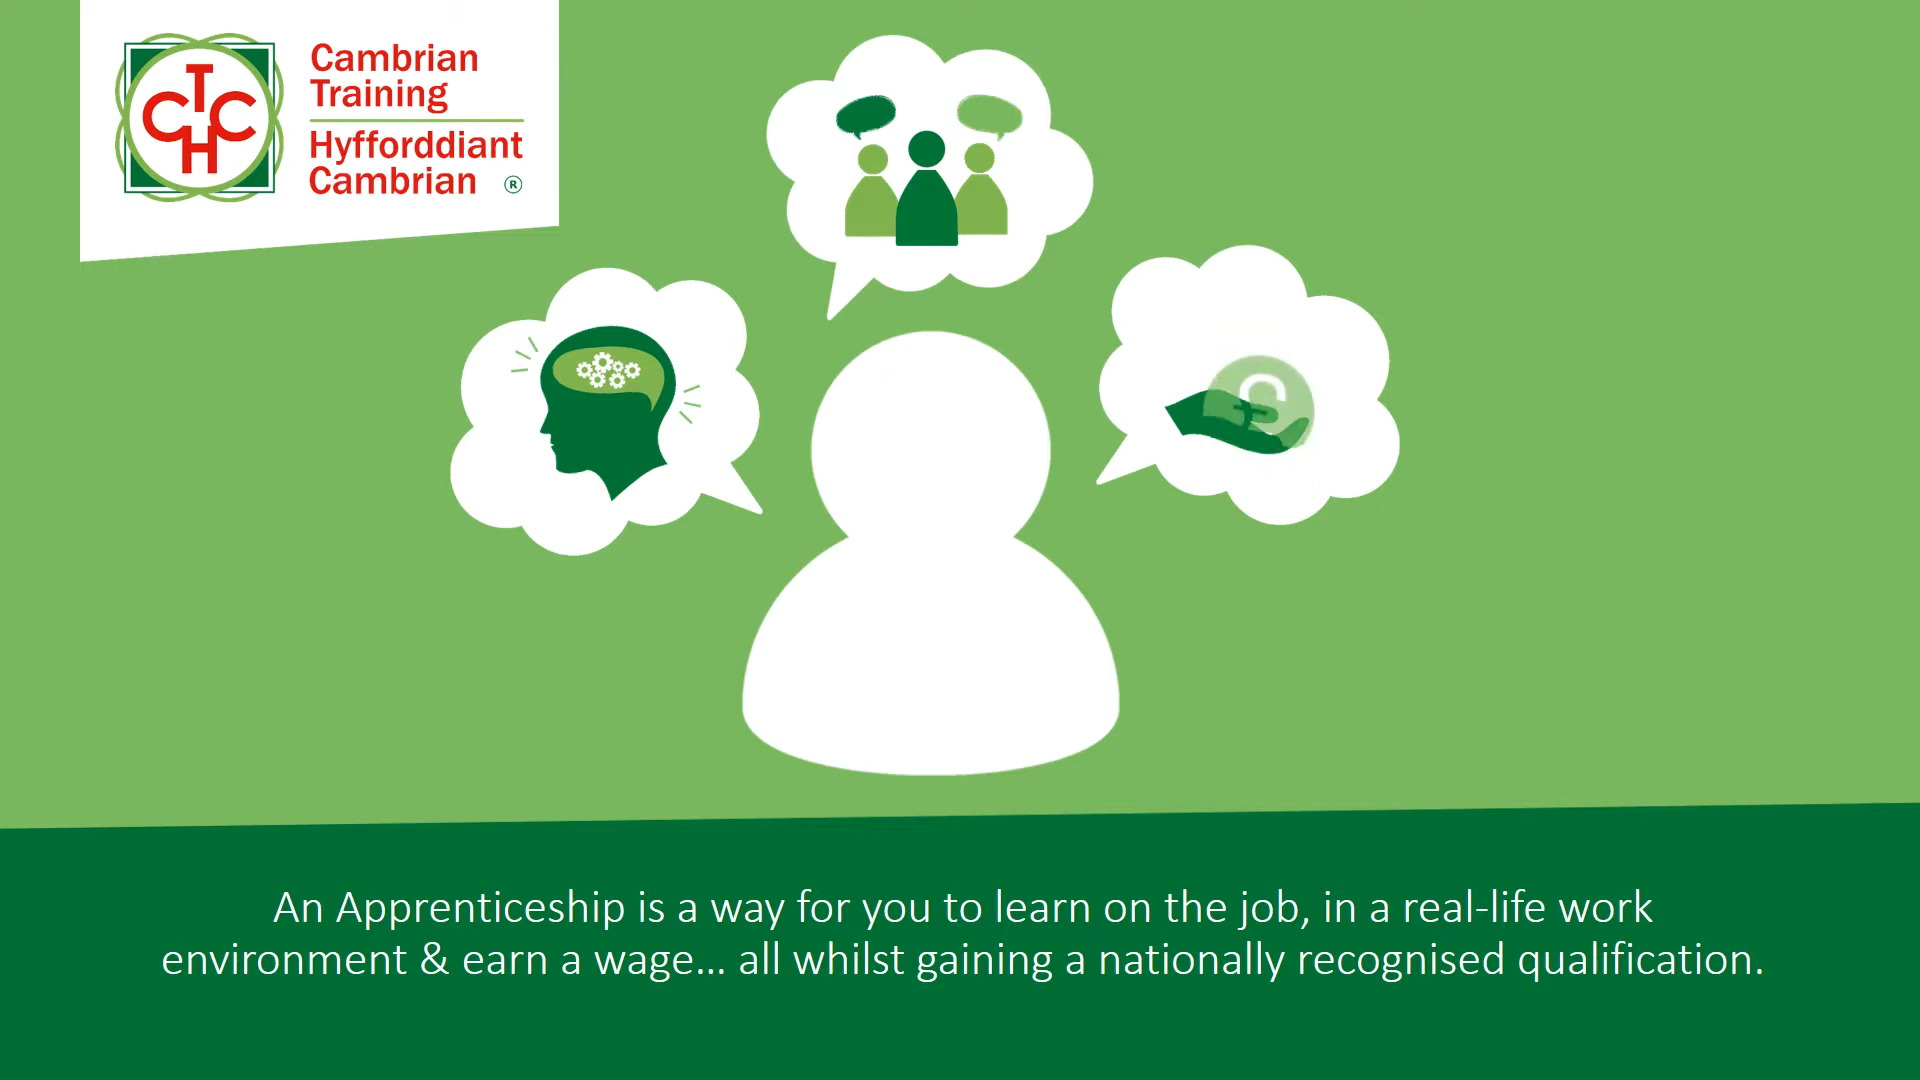 CTCH
Cambrian
Training
Hyfforddiant
Cambrian ®
An Apprenticeship is a way for you to learn on the job, in a real-life work
environment & earn a wage... all whilst gaining a nationally recognised qualification.